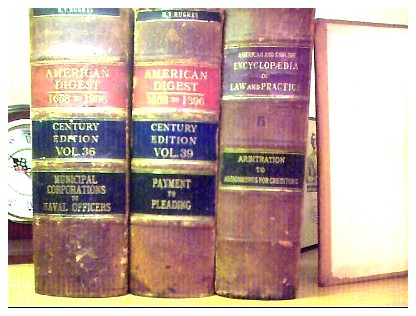 AMERICAN
DIGEST
1658 TO 1896
CENTURY
EDITION
VOL. 36
MUNICIPAL
CORPORATIONS
TO
NAVAL OFFICERS
AMERICAN
DIGEST
1658 TO 1896
CENTURY
EDITION
VOL. 39
PAYMENT
TO
PLEADING
AMERICAN AND ENGLISH
ENCYCLOPÆDIA
OF
LAW AND PRACTICE
5
ARBITRATION
TO
ASSIGNMENTS FOR CREDITORS